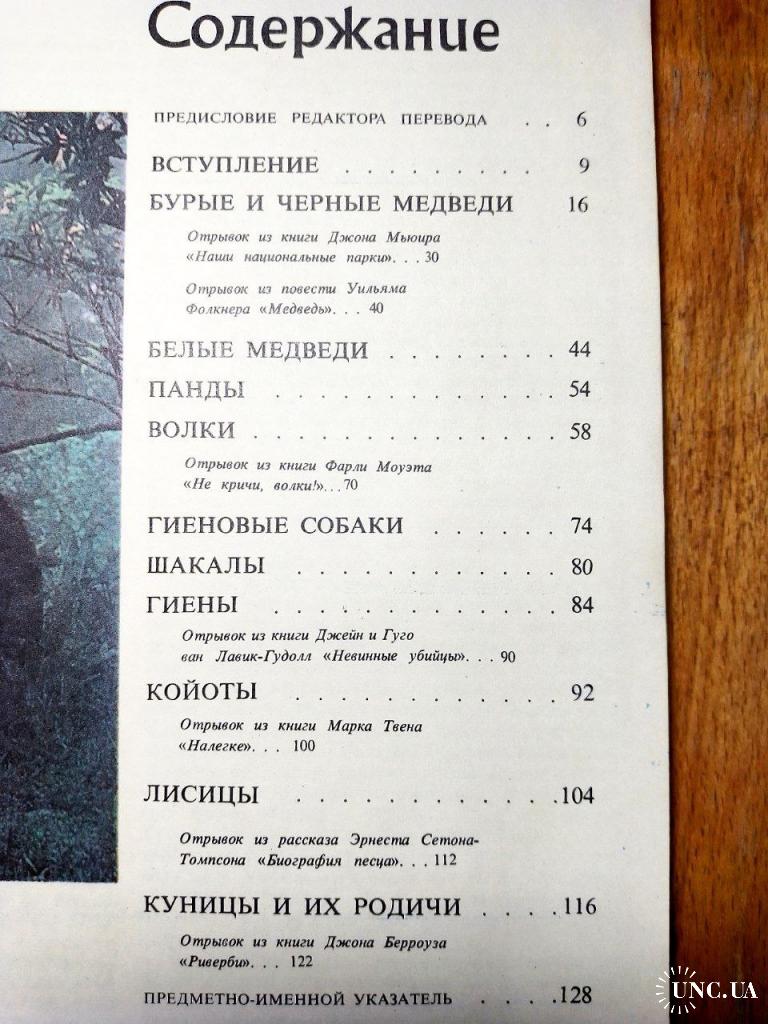 Содержание
ПРЕДИСЛОВИЕ РЕДАКТОРА ПЕРЕВОДА . . 6
ВСТУПЛЕНИЕ . . . . . . . . . 9
БУРЫЕ И ЧЕРНЫЕ МЕДВЕДИ 16
Отрывок из книги Джона Мьюира
«Наши национальные парки». . . 30
Отрывок из повести Уильяма
Фолкнера «Медведь». . . 40
БЕЛЫЕ МЕДВЕДИ . . . . . . . . 44
ПАНДЫ . . . . . . . . . . . . . 54
ВОЛКИ . . . . . . . . . . . . . . 58
Отрывок из книги Фарли Моуэта
«Не кричи, волки!». . . 70
ГИЕНОВЫЕ СОБАКИ . . . . . . 74
ШАКАЛЫ . . . . . . . . . . . . 80
ГИЕНЫ . . . . . . . . . . . . . 84
Отрывок из книги Джейн и Гуго
ван Лавик-Гудолл «Невинные убийцы». . . 90
КОЙОТЫ . . . . . . . . . . . . 92
Отрывок из книги Марка Твена
«Налегке». . . 100
ЛИСИЦЫ . . . . . . . . . . . . 104
Отрывок из рассказа Эрнеста Сетона-
Томпсона «Биография песца». . . 112
КУНИЦЫ И ИХ РОДИЧИ . . . . 116
Отрывок из книги Джона Берроуза
«Риверби». . . 122
ПРЕДМЕТНО-ИМЕННОЙ УКАЗАТЕЛЬ . . . . 128
UNC.UA